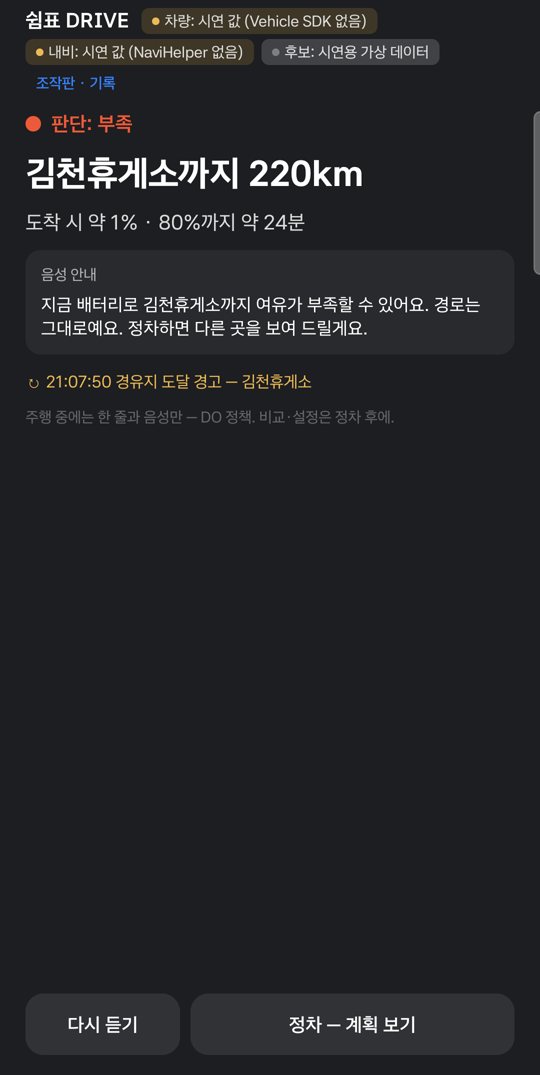 쉼표 DRIVE 차량: 시연 값 (Vehicle SDK 없음)
내비: 시연 값 (NaviHelper 없음) 후보: 시연용 가상 데이터
조작판 · 기록
판단: 부족
김천휴게소까지 220km
도착 시 약 1% · 80%까지 약 24분
음성 안내
지금 배터리로 김천휴게소까지 여유가 부족할 수 있어요. 경로는
그대로예요. 정차하면 다른 곳을 보여 드릴게요.
↻ 21:07:50 경유지 도달 경고 — 김천휴게소
주행 중에는 한 줄과 음성만 — DO 정책. 비교·설정은 정차 후에.
다시 듣기 정차 — 계획 보기